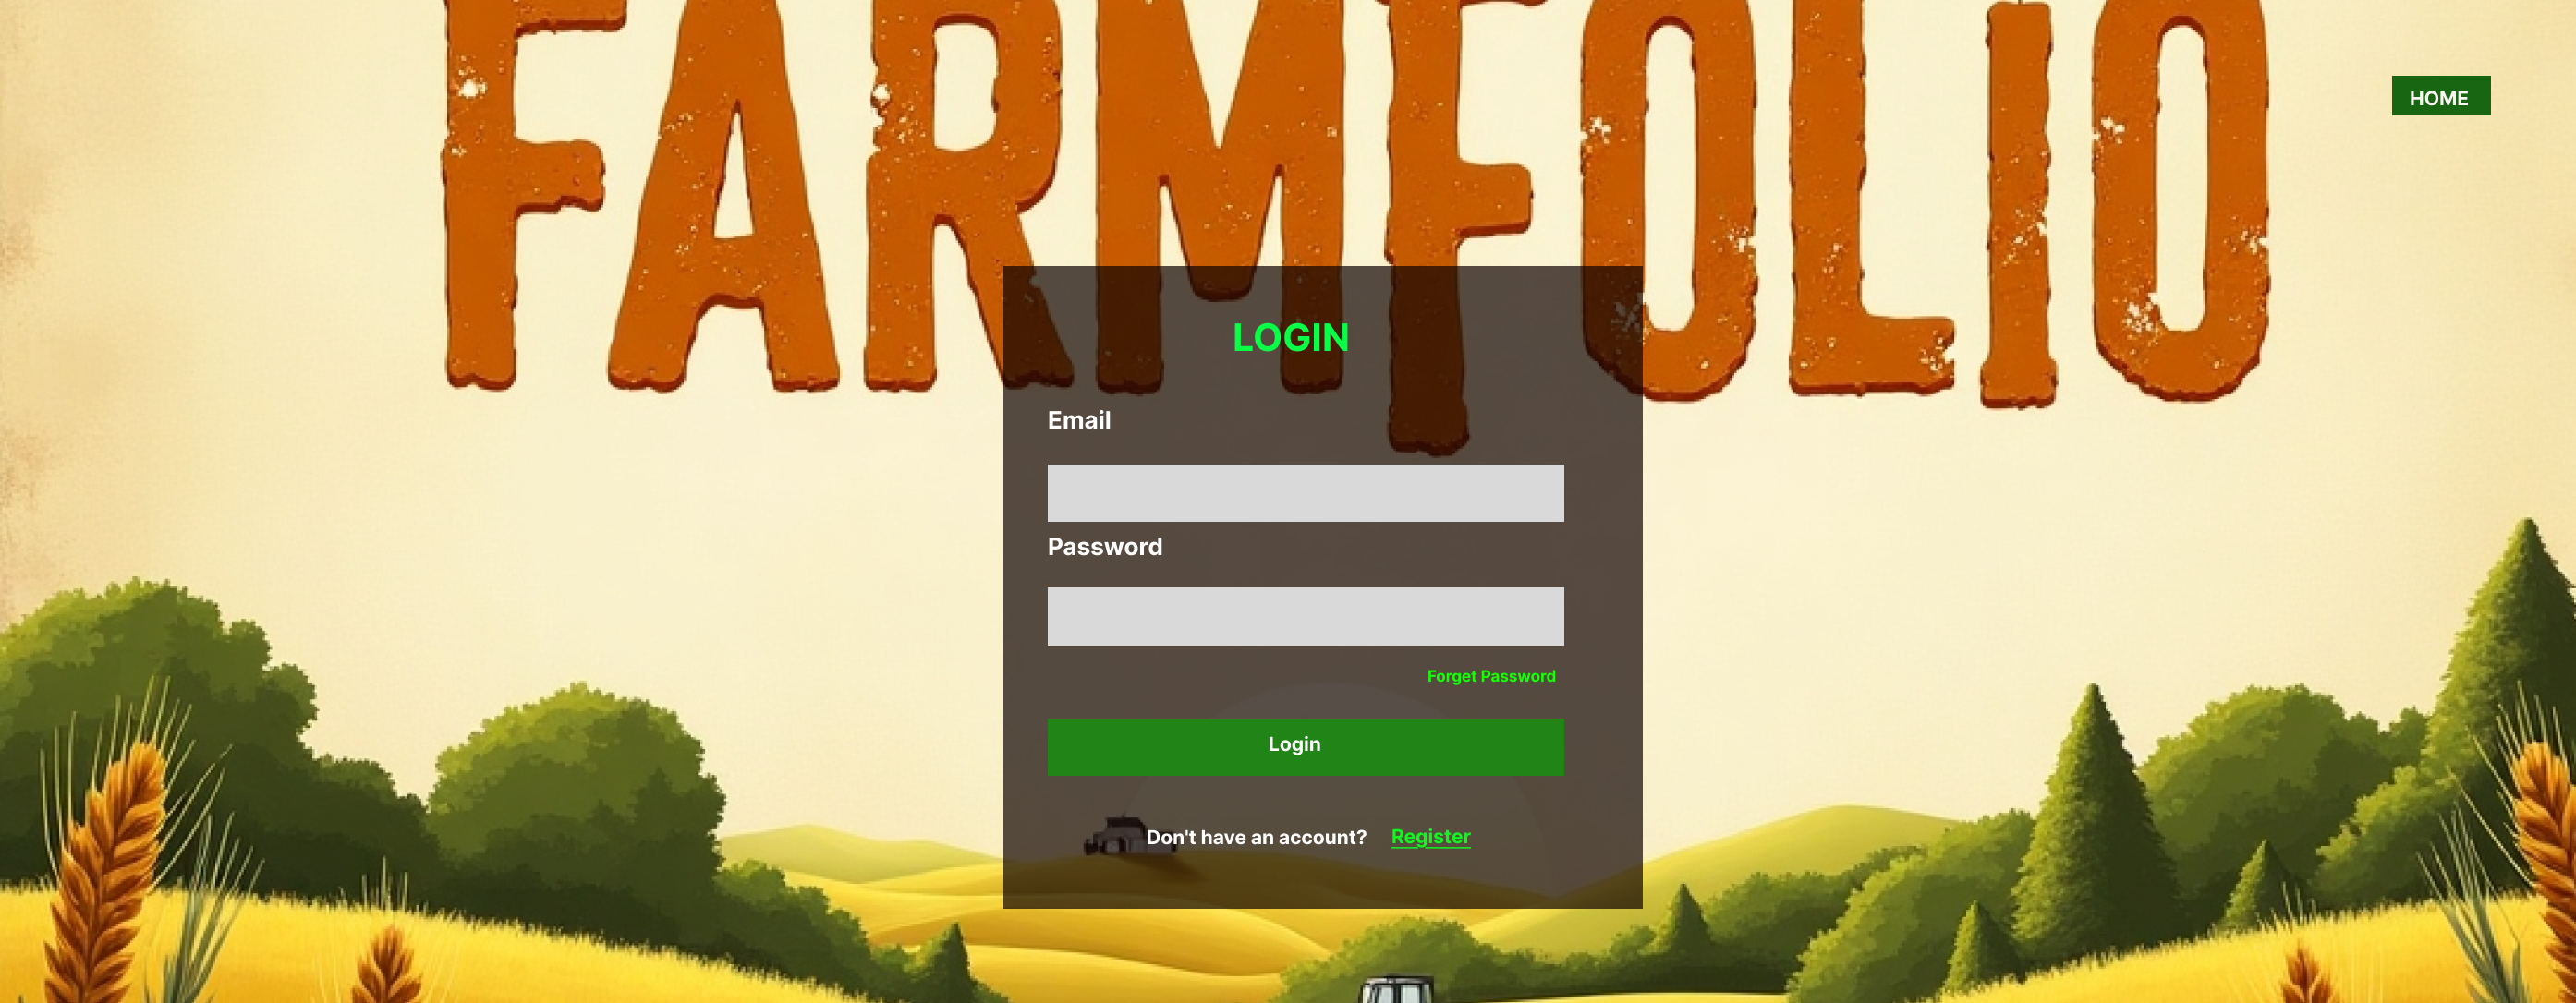 FARMFOLIO
HOME
LOGIN
Email
Password
Forget Password
Login
Don't have an account? Register